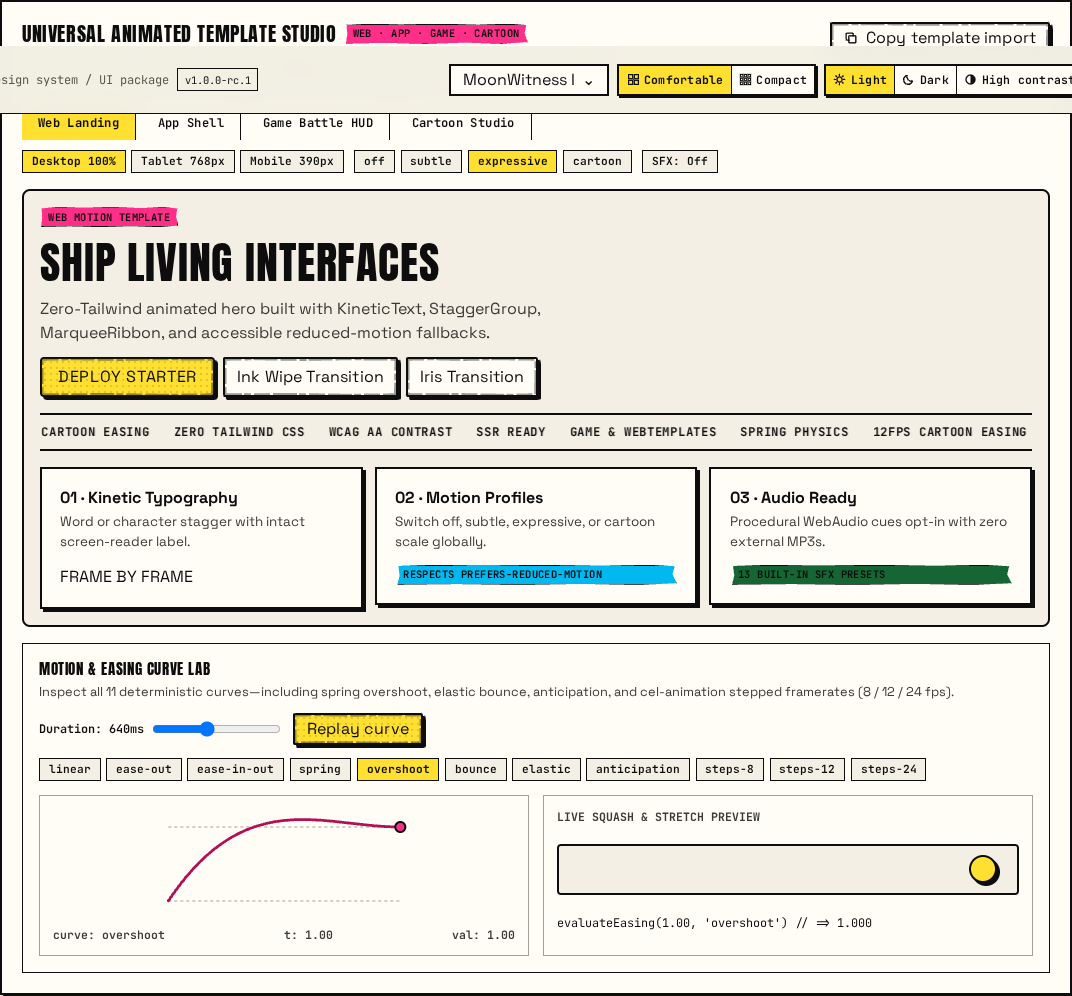 UNIVERSAL ANIMATED TEMPLATE STUDIO WEB · APP · GAME · CARTOON Copy template import
sign system / UI package v1.0.0-rc.1 MoonWitness I Comfortable Compact Light Dark High contrast
Web Landing App Shell Game Battle HUD Cartoon Studio
Desktop 100% Tablet 768px Mobile 390px off subtle expressive cartoon SFX: Off
WEB MOTION TEMPLATE
SHIP LIVING INTERFACES
Zero-Tailwind animated hero built with KineticText, StaggerGroup,
MarqueeRibbon, and accessible reduced-motion fallbacks.
DEPLOY STARTER Ink Wipe Transition Iris Transition
CARTOON EASING ZERO TAILWIND CSS WCAG AA CONTRAST SSR READY GAME & WEBTEMPLATES SPRING PHYSICS 12FPS CARTOON EASING
01 · Kinetic Typography
Word or character stagger with intact
screen-reader label.
FRAME BY FRAME
02 · Motion Profiles
Switch off, subtle, expressive, or cartoon
scale globally.
RESPECTS PREFERS-REDUCED-MOTION
03 · Audio Ready
Procedural WebAudio cues opt-in with zero
external MP3s.
13 BUILT-IN SFX PRESETS
MOTION & EASING CURVE LAB
Inspect all 11 deterministic curves—including spring overshoot, elastic bounce, anticipation, and cel-animation stepped framerates (8 / 12 / 24 fps).
Duration: 640ms Replay curve
linear ease-out ease-in-out spring overshoot bounce elastic anticipation steps-8 steps-12 steps-24
curve: overshoot t: 1.00 val: 1.00
LIVE SQUASH & STRETCH PREVIEW
evaluateEasing(1.00, 'overshoot') // => 1.000